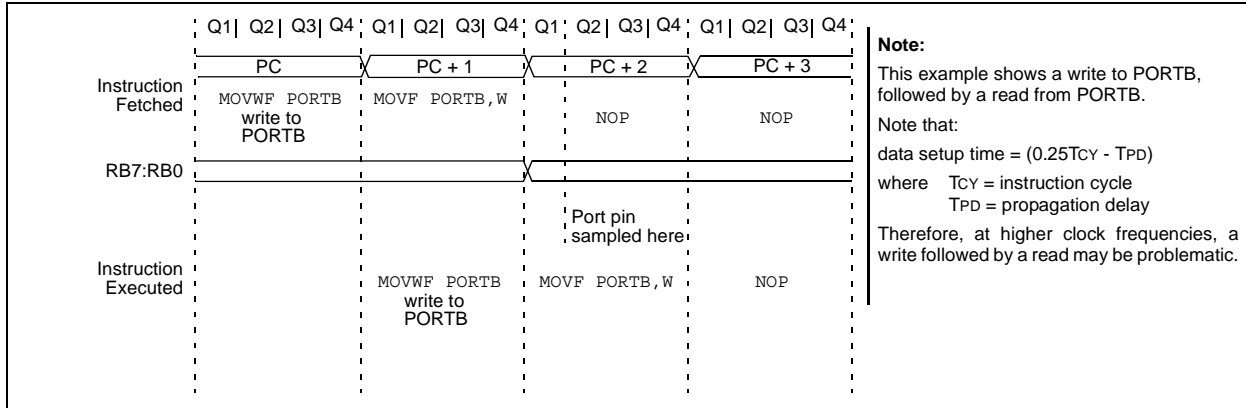 Q1| Q2| Q3| Q4 Q1| Q2| Q3| Q4 Q1 Q2| Q3| Q4 Q1| Q2| Q3| Q4
PC PC + 1 PC + 2 PC + 3
Instruction
Fetched
MOVWF PORTB
write to
PORTB
MOVF PORTB,W
NOP
NOP
RB7:RB0
Port pin
sampled here
Instruction
Executed
MOVWF PORTB
write to
PORTB
MOVF PORTB,W
NOP
Note:
This example shows a write to PORTB,
followed by a read from PORTB.
Note that:
data setup time = (0.25TCY - TPD)
where TCY = instruction cycle
TPD = propagation delay
Therefore, at higher clock frequencies, a
write followed by a read may be problematic.